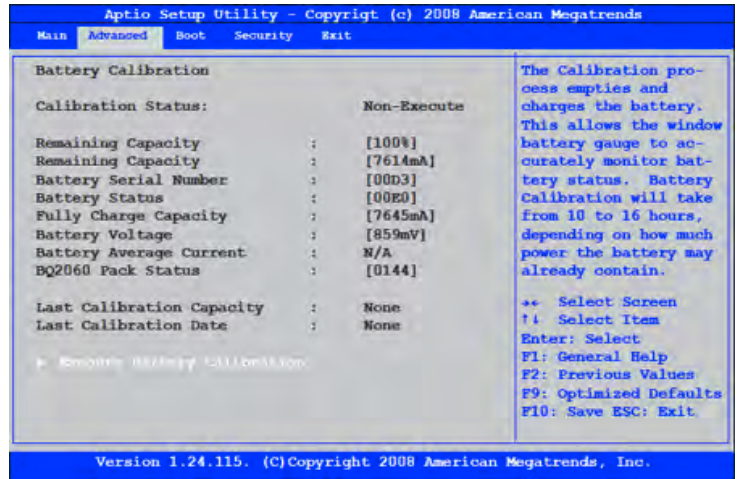 Aptio Setup Utility - Copyrigt (c) 2008 American Megatrends
Main Advanced Boot Security Exit
Battery Calibration
Calibration Status: Non-Execute
Remaining Capacity : [100%]
Remaining Capacity : [7614mA]
Battery Serial Number : [00D3]
Battery Status : [00E0]
Fully Charge Capacity : [7645mA]
Battery Voltage : [859mV]
Battery Average Current : N/A
BQ2060 Pack Status : [0144]
Last Calibration Capacity : None
Last Calibration Date : None
▶ Execute Battery Calibration
The Calibration pro-
cess empties and
charges the battery.
This allows the window
battery gauge to ac-
curately monitor bat-
tery status. Battery
Calibration will take
from 10 to 16 hours,
depending on how much
power the battery may
already contain.
→← Select Screen
↑↓ Select Item
Enter: Select
F1: General Help
F2: Previous Values
F9: Optimized Defaults
F10: Save ESC: Exit
Version 1.24.115. (C)Copyright 2008 American Megatrends, Inc.